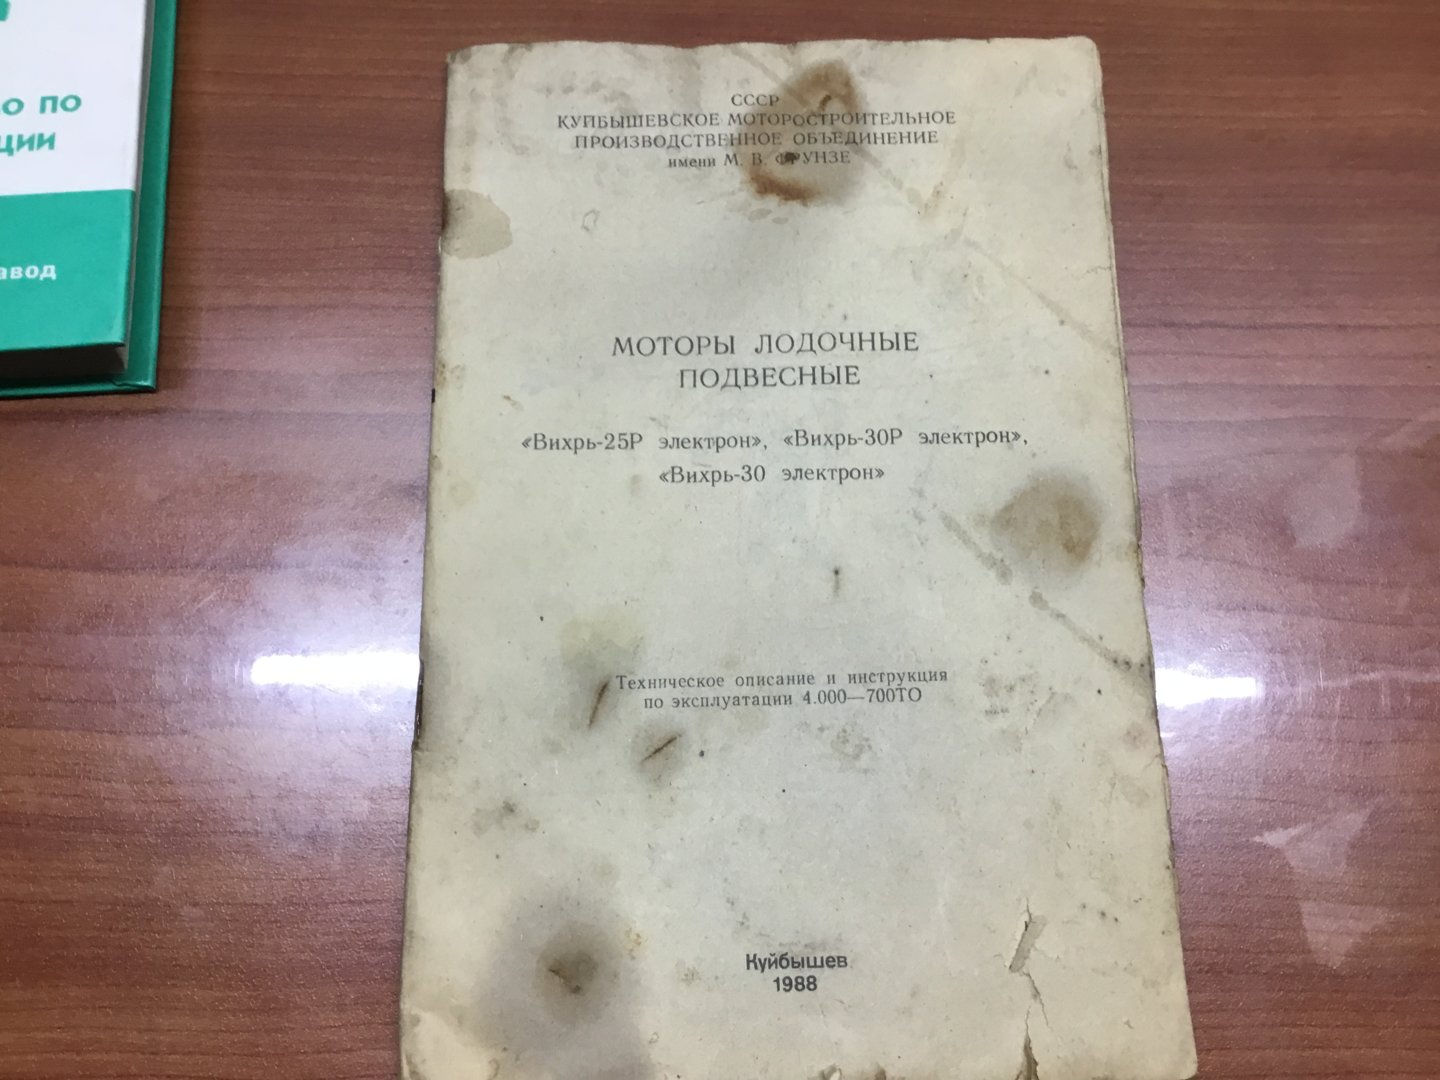 о по
ции
авод
СССР
КУЙБЫШЕВСКОЕ МОТОРОСТРОИТЕЛЬНОЕ
ПРОИЗВОДСТВЕННОЕ ОБЪЕДИНЕНИЕ
имени М. В. ФРУНЗЕ
МОТОРЫ ЛОДОЧНЫЕ
ПОДВЕСНЫЕ
«Вихрь-25Р электрон», «Вихрь-30Р электрон»,
«Вихрь-30 электрон»
Техническое описание и инструкция
по эксплуатации 4.000—700ТО
Куйбышев
1988